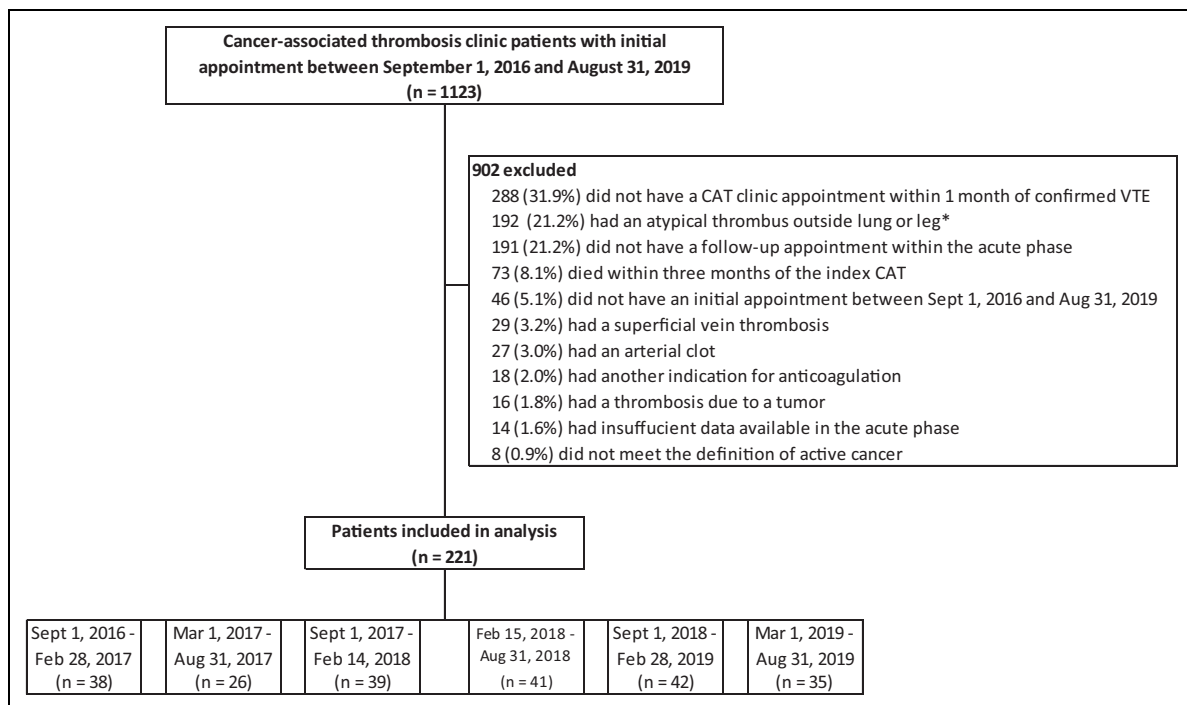 Cancer-associated thrombosis clinic patients with initial
appointment between September 1, 2016 and August 31, 2019
(n = 1123)
902 excluded
288 (31.9%) did not have a CAT clinic appointment within 1 month of confirmed VTE
192 (21.2%) had an atypical thrombus outside lung or leg*
191 (21.2%) did not have a follow-up appointment within the acute phase
73 (8.1%) died within three months of the index CAT
46 (5.1%) did not have an initial appointment between Sept 1, 2016 and Aug 31, 2019
29 (3.2%) had a superficial vein thrombosis
27 (3.0%) had an arterial clot
18 (2.0%) had another indication for anticoagulation
16 (1.8%) had a thrombosis due to a tumor
14 (1.6%) had insufficient data available in the acute phase
8 (0.9%) did not meet the definition of active cancer
Patients included in analysis
(n = 221)
Sept 1, 2016 -
Feb 28, 2017
(n = 38)
Mar 1, 2017 -
Aug 31, 2017
(n = 26)
Sept 1, 2017 -
Feb 14, 2018
(n = 39)
Feb 15, 2018 -
Aug 31, 2018
(n = 41)
Sept 1, 2018 -
Feb 28, 2019
(n = 42)
Mar 1, 2019 -
Aug 31, 2019
(n = 35)